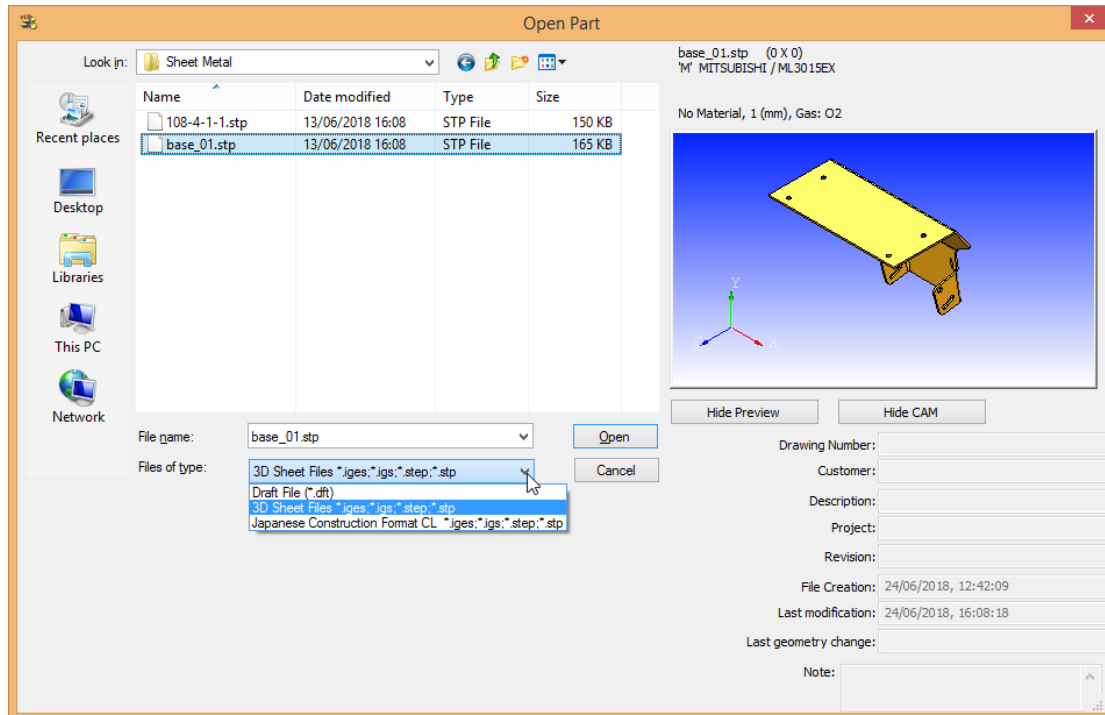 Open Part
Look in: Sheet Metal
Name Date modified Type Size
108-4-1-1.stp 13/06/2018 16:08 STP File 150 KB
base_01.stp 13/06/2018 16:08 STP File 165 KB
Recent places
Desktop
Libraries
This PC
Network
File name: base_01.stp Open
Files of type: 3D Sheet Files *.iges;*.igs;*.step;*.stp Cancel
Draft File (*.dft)
3D Sheet Files *.iges;*.igs;*.step;*.stp
Japanese Construction Format CL *.iges;*.igs;*.step;*.stp
base_01.stp (0 X 0)
'M' MITSUBISHI / ML3015EX
No Material, 1 (mm), Gas: O2
Y
Z X
Hide Preview Hide CAM
Drawing Number:
Customer:
Description:
Project:
Revision:
File Creation: 24/06/2018, 12:42:09
Last modification: 24/06/2018, 16:08:18
Last geometry change:
Note: